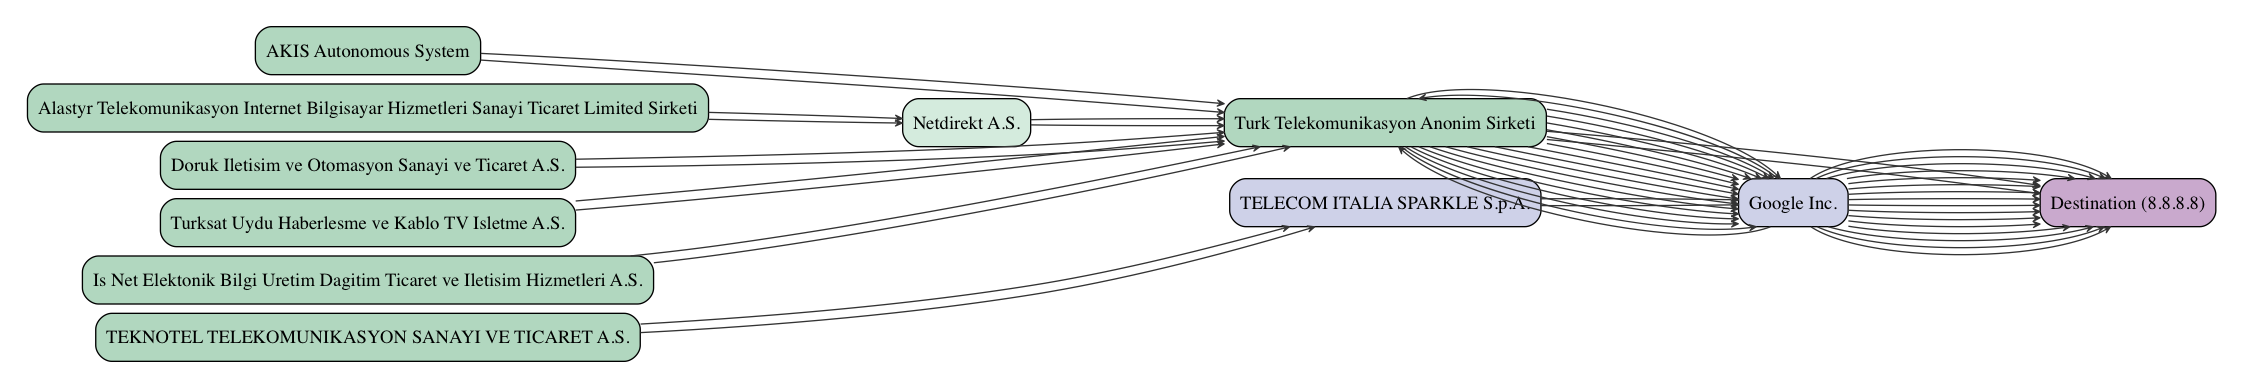 AKIS Autonomous System
Alastyr Telekomunikasyon Internet Bilgisayar Hizmetleri Sanayi Ticaret Limited Sirketi
Netdirekt A.S.
Turk Telekomunikasyon Anonim Sirketi
Doruk Iletisim ve Otomasyon Sanayi ve Ticaret A.S.
Turksat Uydu Haberlesme ve Kablo TV Isletme A.S.
TELECOM ITALIA SPARKLE S.p.A.
Google Inc.
Destination (8.8.8.8)
Is Net Elektonik Bilgi Uretim Dagitim Ticaret ve Iletisim Hizmetleri A.S.
TEKNOTEL TELEKOMUNIKASYON SANAYI VE TICARET A.S.